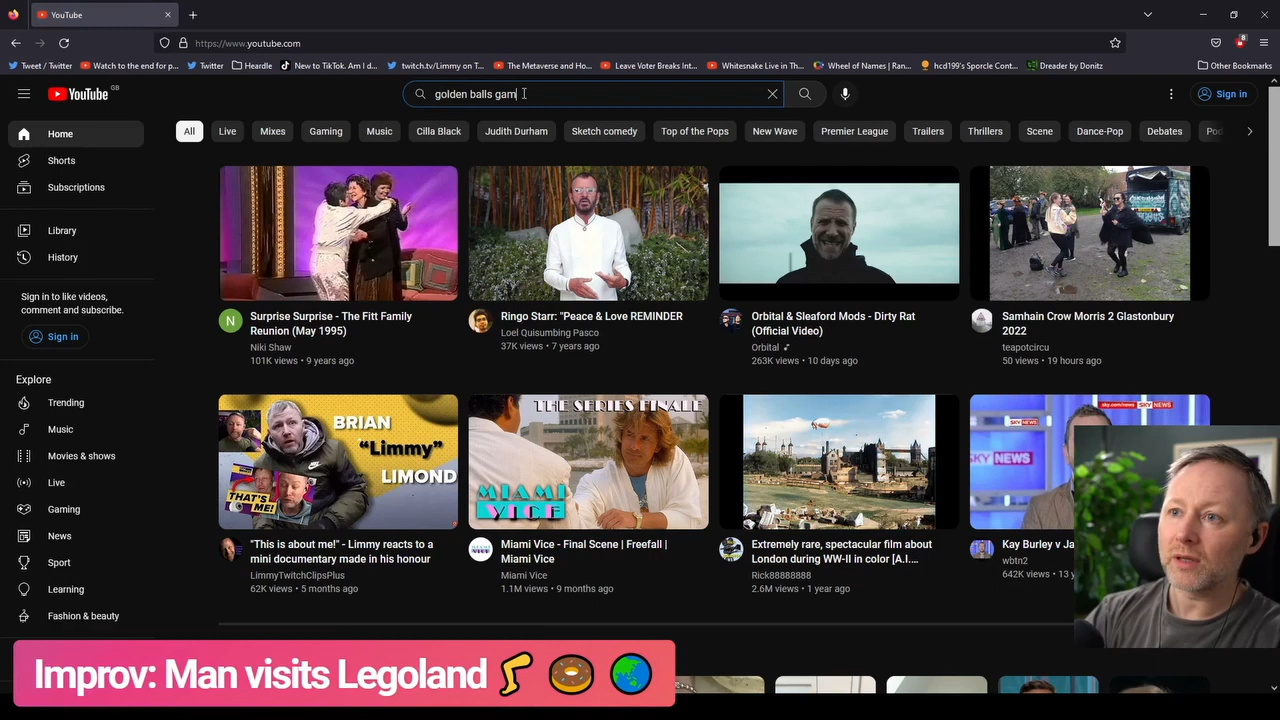 YouTube
https://www.youtube.com
Tweet / Twitter
Watch to the end for p...
Twitter
Heardle
New to TikTok. Am I d...
twitch.tv/Limmy on T...
The Metaverse and Ho...
Leave Voter Breaks Int...
Whitesnake Live In Th...
Wheel of Names | Ran...
hcd199's Sporcle Cont...
Dreader by Donitz
Other Bookmarks
8
YouTube GB
golden balls gam
Sign in
Home
Shorts
Subscriptions
Library
History
Sign in to like videos,
comment and subscribe.
Sign in
Explore
Trending
Music
Movies & shows
Live
Gaming
News
Sport
Learning
Fashion & beauty
All
Live
Mixes
Gaming
Music
Cilla Black
Judith Durham
Sketch comedy
Top of the Pops
New Wave
Premier League
Trailers
Thrillers
Scene
Dance-Pop
Debates
N
Surprise Surprise - The Fitt Family
Reunion (May 1995)
Niki Shaw
101K views • 9 years ago
Ringo Starr: "Peace & Love REMINDER
Loel Quisumbing Pasco
37K views • 7 years ago
Orbital & Sleaford Mods - Dirty Rat
(Official Video)
Orbital
263K views • 10 days ago
Samhain Crow Morris 2 Glastonbury
2022
teapotcircu
50 views • 19 hours ago
BRIAN
"Limmy"
LIMOND
THAT'S
ME!
"This is about me!" - Limmy reacts to a
mini documentary made in his honour
LimmyTwitchClipsPlus
62K views • 5 months ago
THE SERIES FINALE
MIAMI
VICE
Miami Vice - Final Scene | Freefall |
Miami Vice
Miami Vice
1.1M views • 9 months ago
Extremely rare, spectacular film about
London during WW-II in color [A.I....
Rick88888888
2.6M views • 1 year ago
sky.com/news
SKY NEWS
SKY NEWS
SKY NEWS
Kay Burley v Ja
wbtn2
642K views • 13 y
Improv: Man visits Legoland